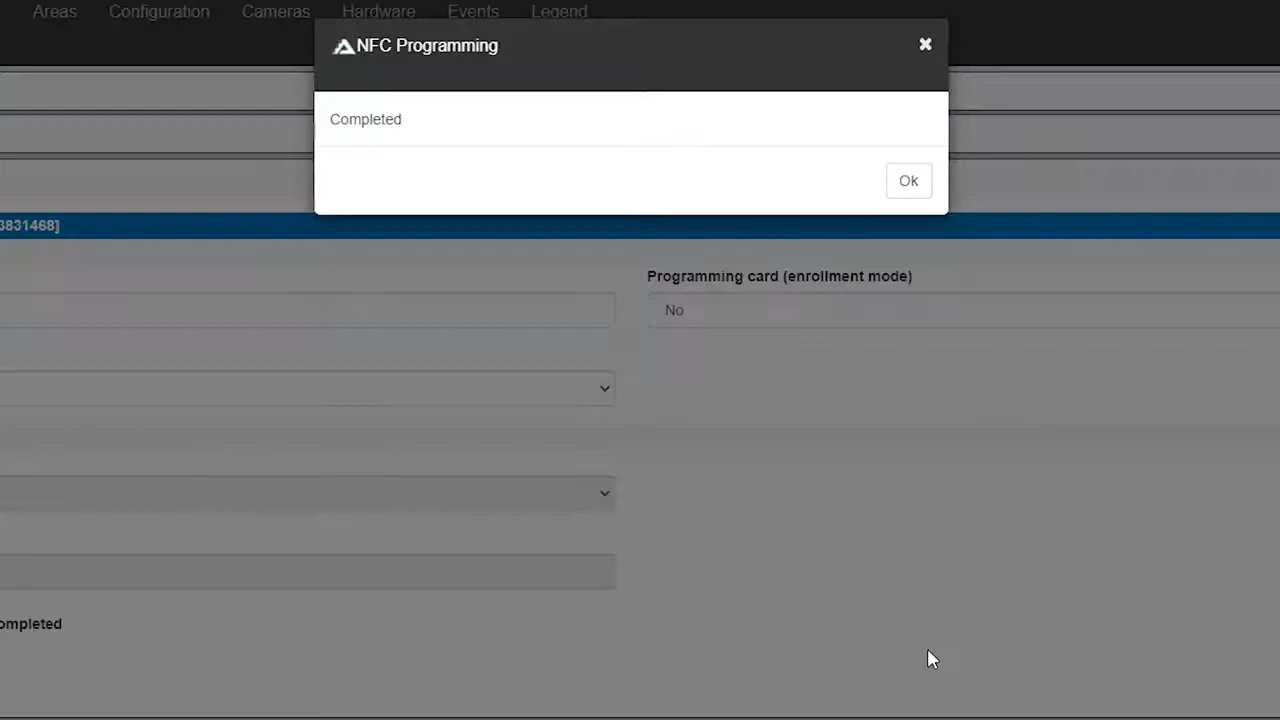 Areas Configuration Cameras Hardware Events Legend
NFC Programming
Completed
Ok
3831468]
Programming card (enrollment mode)
No
ompleted